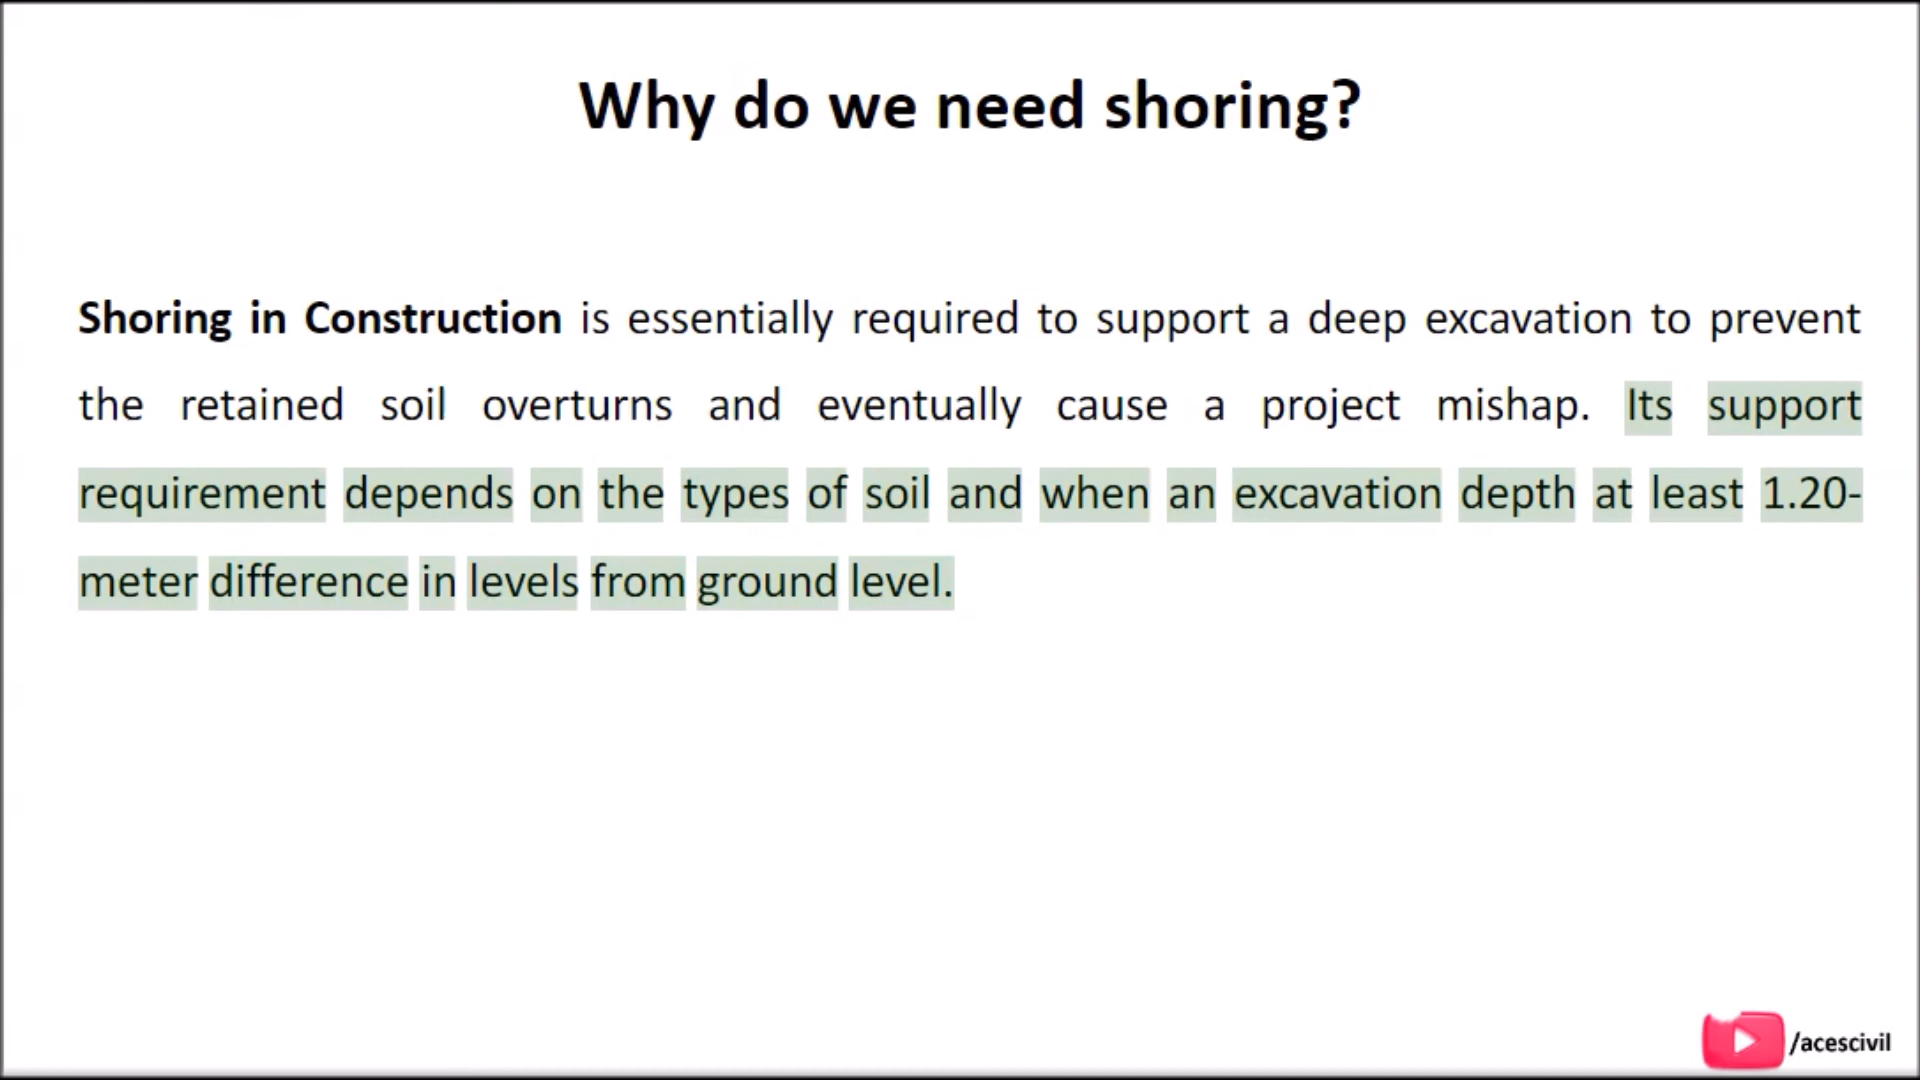 Why do we need shoring?
Shoring in Construction is essentially required to support a deep excavation to prevent
the retained soil overturns and eventually cause a project mishap. Its support
requirement depends on the types of soil and when an excavation depth at least 1.20-
meter difference in levels from ground level.
/acescivil